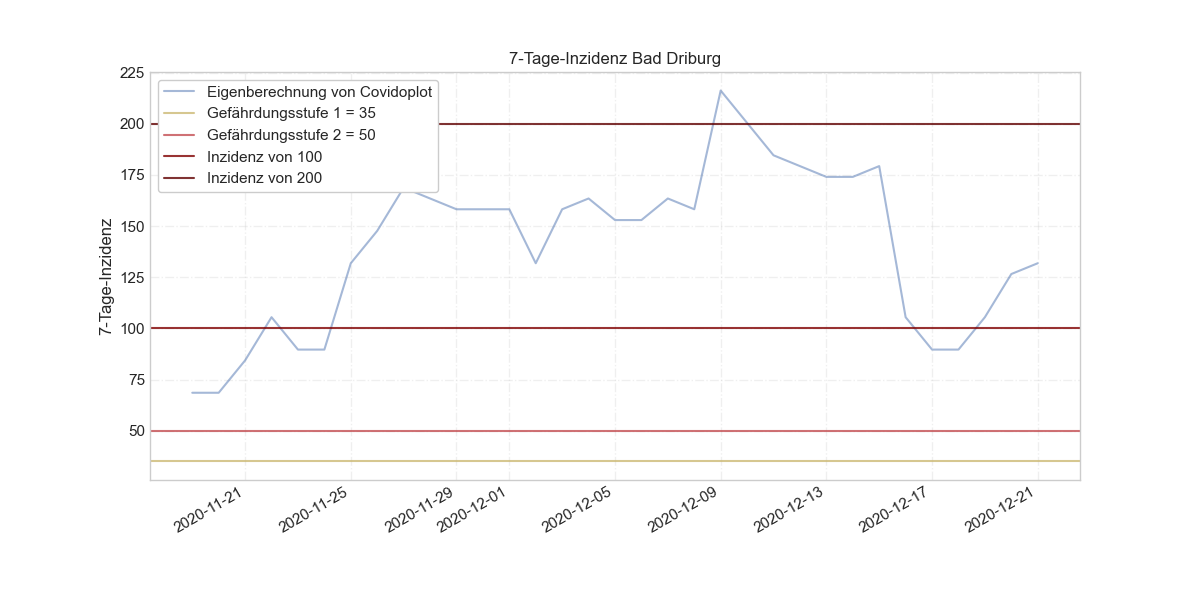 7-Tage-Inzidenz Bad Driburg
Eigenberechnung von Covidoplot
Gefährdungsstufe 1 = 35
Gefährdungsstufe 2 = 50
Inzidenz von 100
Inzidenz von 200
7-Tage-Inzidenz
225
200
175
150
125
100
75
50
2020-11-21
2020-11-25
2020-11-29
2020-12-01
2020-12-05
2020-12-09
2020-12-13
2020-12-17
2020-12-21